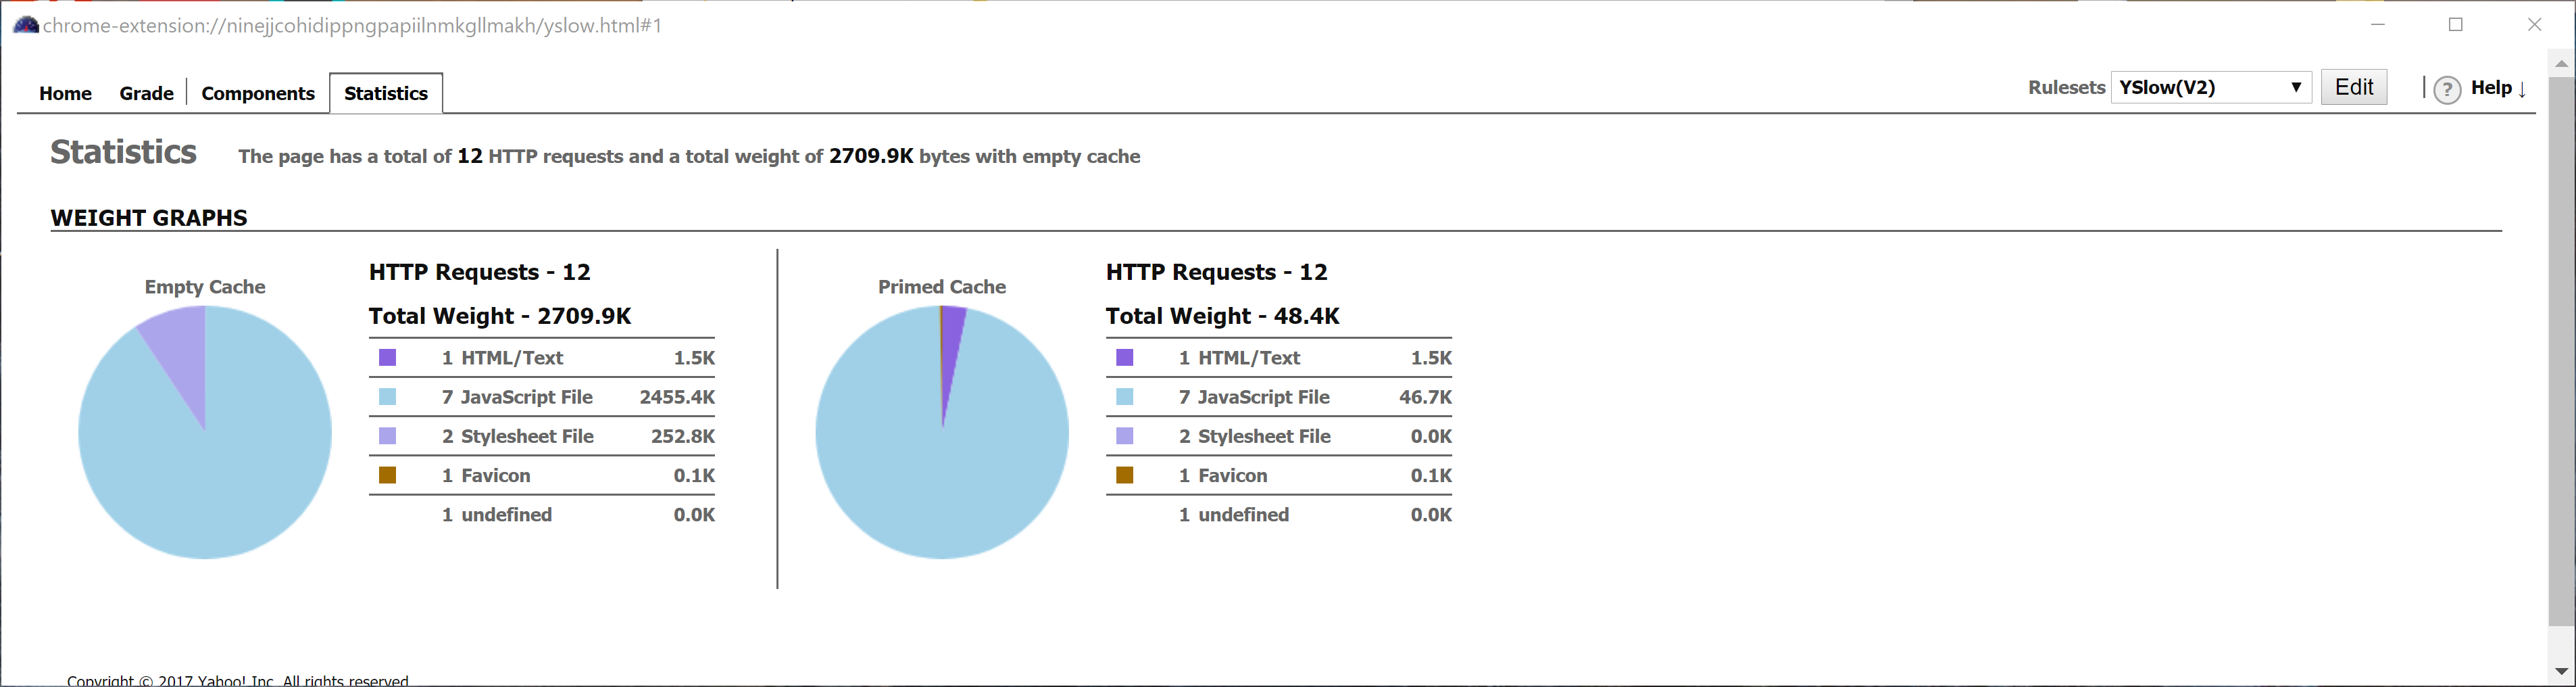 chrome-extension://ninejjcohidippngpapiilnmkgllmakh/yslow.html#1
Home Grade Components Statistics Rulesets YSlow(V2) ▼ Edit ? Help ↓
Statistics The page has a total of 12 HTTP requests and a total weight of 2709.9K bytes with empty cache
WEIGHT GRAPHS
Empty Cache
HTTP Requests - 12
Total Weight - 2709.9K
1 HTML/Text 1.5K
7 JavaScript File 2455.4K
2 Stylesheet File 252.8K
1 Favicon 0.1K
1 undefined 0.0K
Primed Cache
HTTP Requests - 12
Total Weight - 48.4K
1 HTML/Text 1.5K
7 JavaScript File 46.7K
2 Stylesheet File 0.0K
1 Favicon 0.1K
1 undefined 0.0K
Copyright © 2017 Yahoo! Inc. All rights reserved